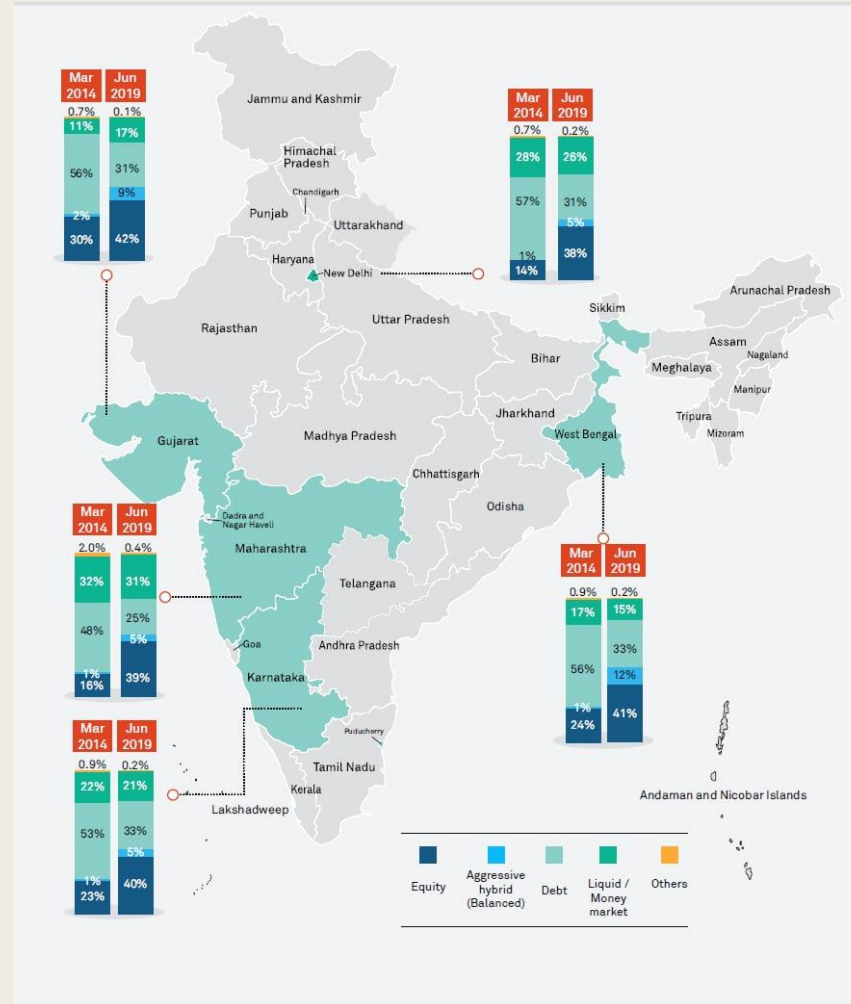 Mar 2014
Jun 2019
0.7%
0.1%
11%
17%
56%
31%
2%
9%
30%
42%
Mar 2014
Jun 2019
0.7%
0.2%
28%
26%
57%
31%
1%
5%
14%
38%
Jammu and Kashmir
Himachal
Pradesh
Chandigarh
Punjab
Uttarakhand
Haryana
New Delhi
Rajasthan
Uttar Pradesh
Bihar
Sikkim
Arunachal Pradesh
Assam
Nagaland
Meghalaya
Manipur
Tripura
Mizoram
Gujarat
Madhya Pradesh
Jharkhand
West Bengal
Chhattisgarh
Odisha
Dadra and
Nagar Haveli
Maharashtra
Telangana
Goa
Andhra Pradesh
Karnataka
Puducherry
Tamil Nadu
Kerala
Lakshadweep
Andaman and Nicobar Islands
Mar 2014
Jun 2019
2.0%
0.4%
32%
31%
48%
25%
1%
5%
16%
39%
Mar 2014
Jun 2019
0.9%
0.2%
17%
15%
56%
33%
1%
12%
24%
41%
Mar 2014
Jun 2019
0.9%
0.2%
22%
21%
53%
33%
1%
5%
23%
40%
Equity
Aggressive
hybrid
(Balanced)
Debt
Liquid /
Money
market
Others